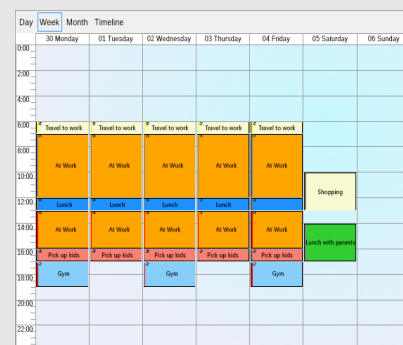 Day Week Month Timeline
30 Monday 01 Tuesday 02 Wednesday 03 Thursday 04 Friday 05 Saturday 06 Sunday
0:00
2:00
4:00
6:00
Travel to work Travel to work Travel to work Travel to work Travel to work
8:00
At Work At Work At Work At Work At Work
10:00
Shopping
12:00
Lunch Lunch Lunch Lunch Lunch
14:00
At Work At Work At Work At Work At Work
Lunch with parents
16:00
Pick up kids Pick up kids Pick up kids Pick up kids Pick up kids
Gym Gym Gym
18:00
20:00
22:00